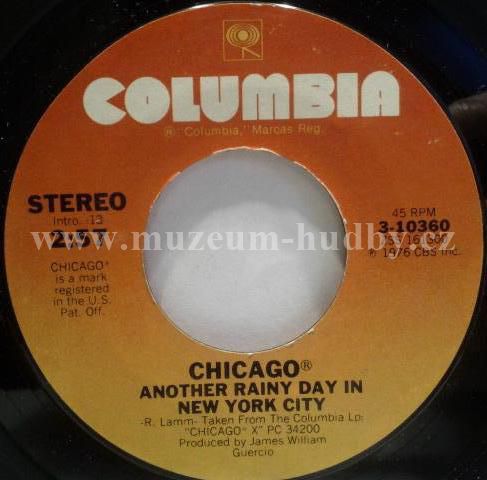 COLUMBIA
® "Columbia," Marcas Reg.
STEREO
Intro. :13
45 RPM
3-10360
www.muzeum-hudby.cz
℗ 1976 CBS Inc.
CHICAGO®
is a mark
registered
in the U.S.
Pat. Off.
CHICAGO®
ANOTHER RAINY DAY IN
NEW YORK CITY
-R. Lamm- Taken From The Columbia Lp:
"CHICAGO® X" PC 34200
Produced by James William
Guercio